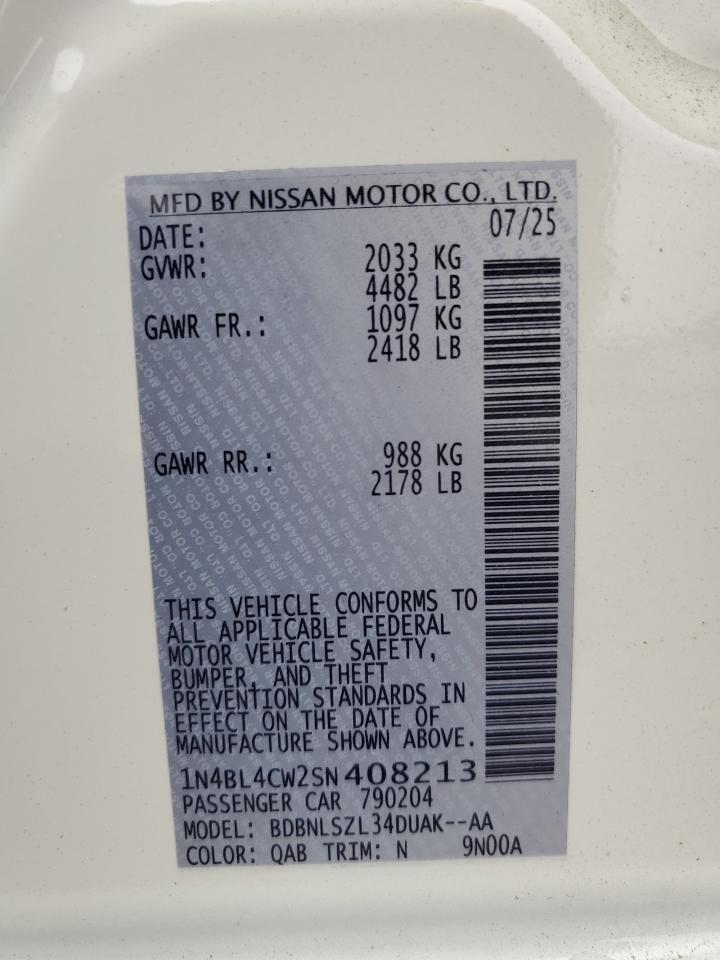 MFD BY NISSAN MOTOR CO., LTD.
DATE: 07/25
GVWR: 2033 KG
4482 LB
GAWR FR.: 1097 KG
2418 LB
GAWR RR.: 988 KG
2178 LB
THIS VEHICLE CONFORMS TO
ALL APPLICABLE FEDERAL
MOTOR VEHICLE SAFETY,
BUMPER, AND THEFT
PREVENTION STANDARDS IN
EFFECT ON THE DATE OF
MANUFACTURE SHOWN ABOVE.
1N4BL4CW2SN408213
PASSENGER CAR 790204
MODEL: BDBNLSZL34DUAK--AA
COLOR: QAB TRIM: N 9N00A